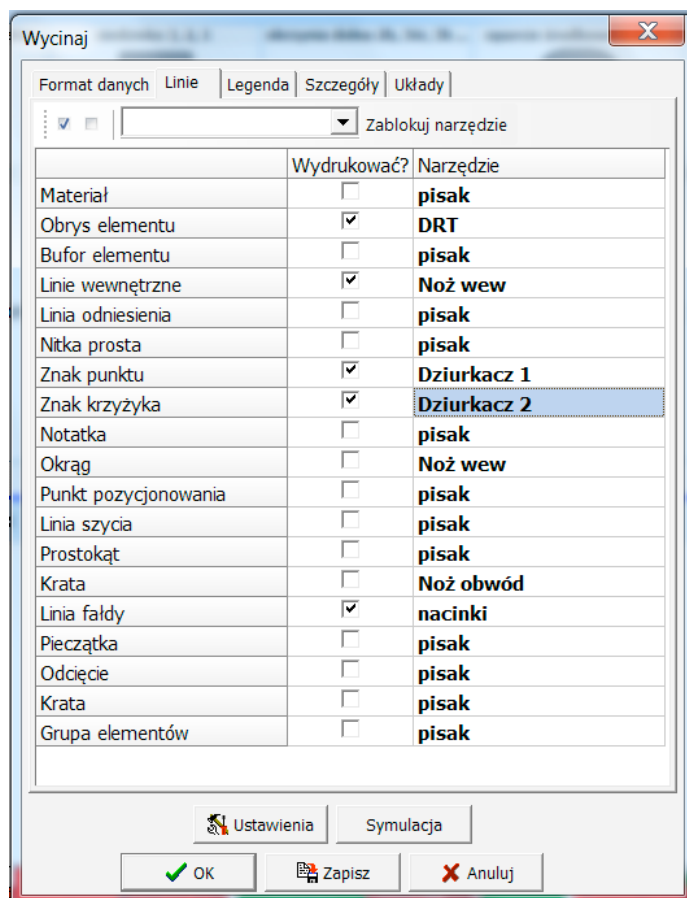 Wycinaj
Format danych Linie Legenda Szczegóły Układy
Zablokuj narzędzie
Wydrukować? Narzędzie
Materiał pisak
Obrys elementu DRT
Bufor elementu pisak
Linie wewnętrzne Noż wew
Linia odniesienia pisak
Nitka prosta pisak
Znak punktu Dziurkacz 1
Znak krzyżyka Dziurkacz 2
Notatka pisak
Okrąg Noż wew
Punkt pozycjonowania pisak
Linia szycia pisak
Prostokąt pisak
Krata Noż obwód
Linia fałdy nacinki
Pieczątka pisak
Odcięcie pisak
Krata pisak
Grupa elementów pisak
Ustawienia Symulacja
OK Zapisz Anuluj